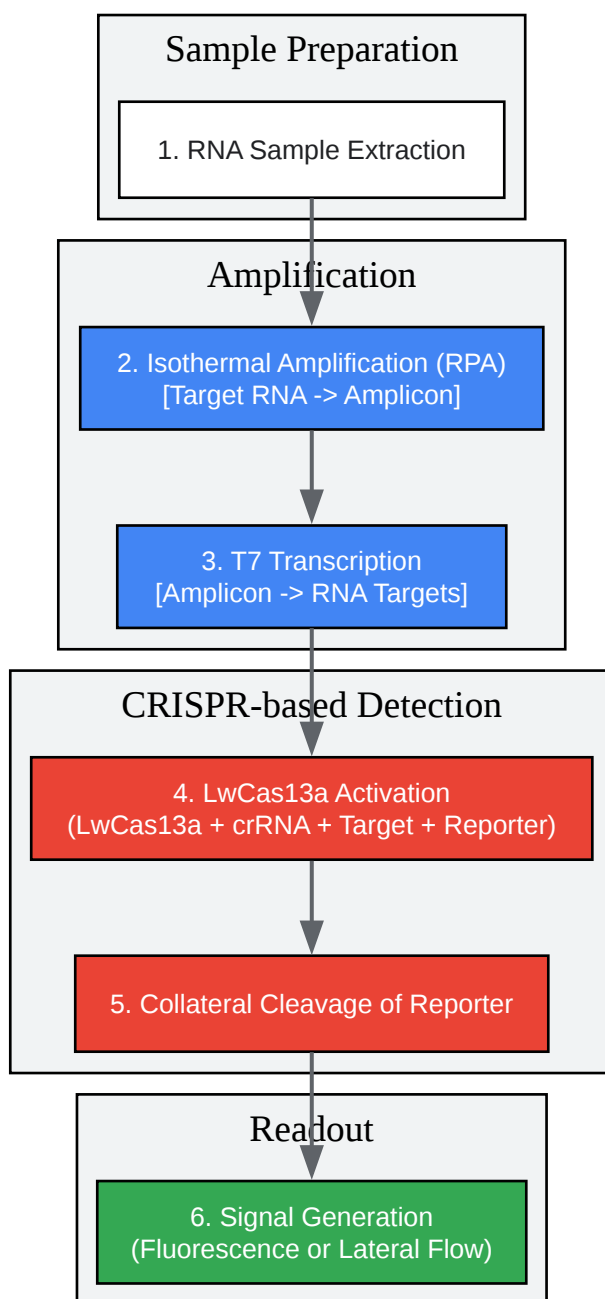 Sample Preparation
1. RNA Sample Extraction
Amplification
2. Isothermal Amplification (RPA)
[Target RNA -> Amplicon]
3. T7 Transcription
[Amplicon -> RNA Targets]
CRISPR-based Detection
4. LwCas13a Activation
(LwCas13a + crRNA + Target + Reporter)
5. Collateral Cleavage of Reporter
Readout
6. Signal Generation
(Fluorescence or Lateral Flow)